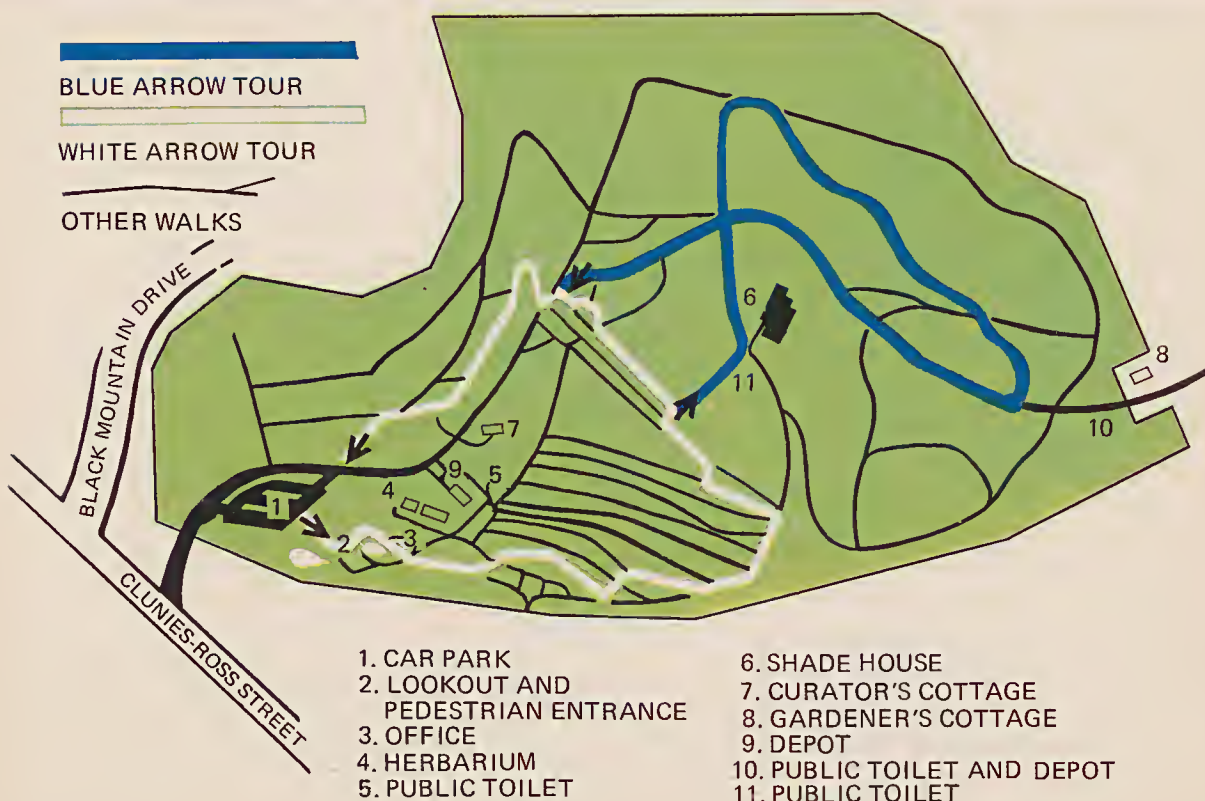 BLUE ARROW TOUR
WHITE ARROW TOUR
OTHER WALKS
BLACK MOUNTAIN DRIVE
CLUNIES-ROSS STREET
1
2
3
4
5
6
7
8
9
10
11
1. CAR PARK
2. LOOKOUT AND
PEDESTRIAN ENTRANCE
3. OFFICE
4. HERBARIUM
5. PUBLIC TOILET
6. SHADE HOUSE
7. CURATOR'S COTTAGE
8. GARDENER'S COTTAGE
9. DEPOT
10. PUBLIC TOILET AND DEPOT
11. PUBLIC TOILET